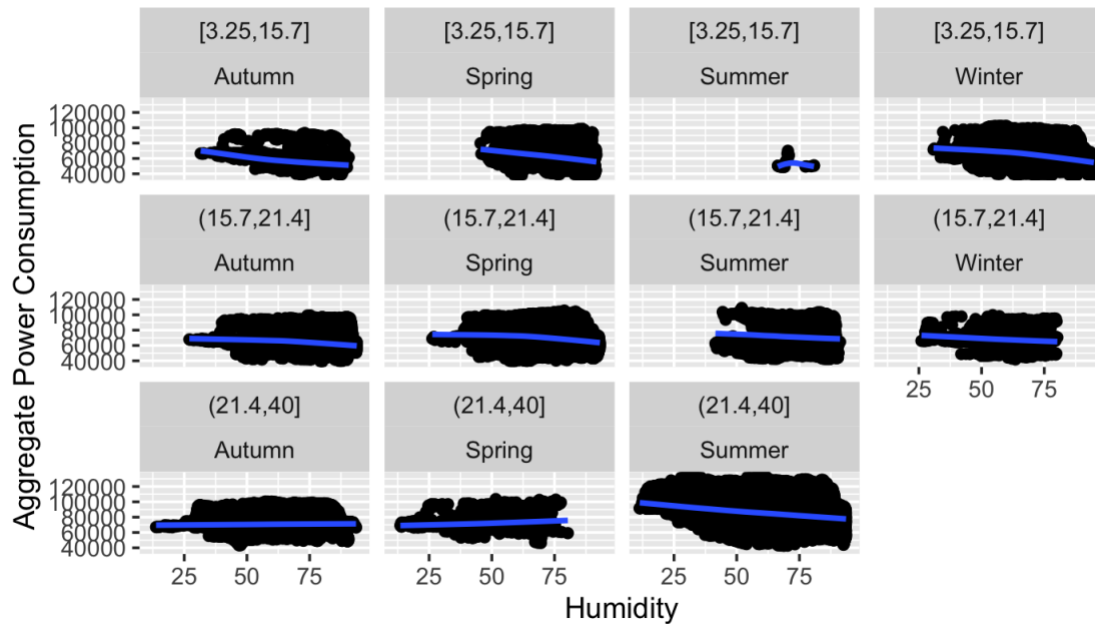 [3.25,15.7] [3.25,15.7] [3.25,15.7] [3.25,15.7]
Autumn Spring Summer Winter
120000
100000
80000
60000
40000
(15.7,21.4] (15.7,21.4] (15.7,21.4] (15.7,21.4]
Autumn Spring Summer Winter
120000
100000
80000
60000
40000
25 50 75
(21.4,40] (21.4,40] (21.4,40]
Autumn Spring Summer
120000
100000
80000
60000
40000
25 50 75 25 50 75 25 50 75
Humidity
Aggregate Power Consumption